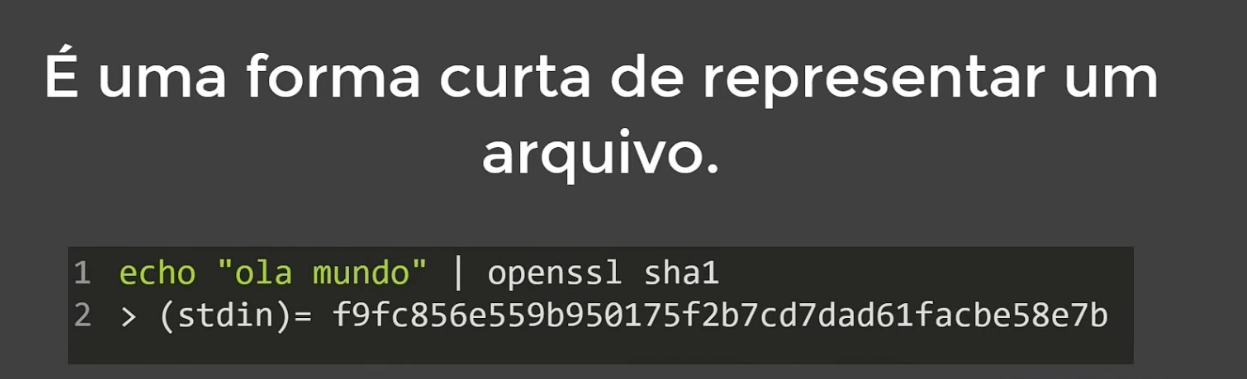 É uma forma curta de representar um
arquivo.
1 echo "ola mundo" | openssl sha1
2 > (stdin)= f9fc856e559b950175f2b7cd7dad61facbe58e7b